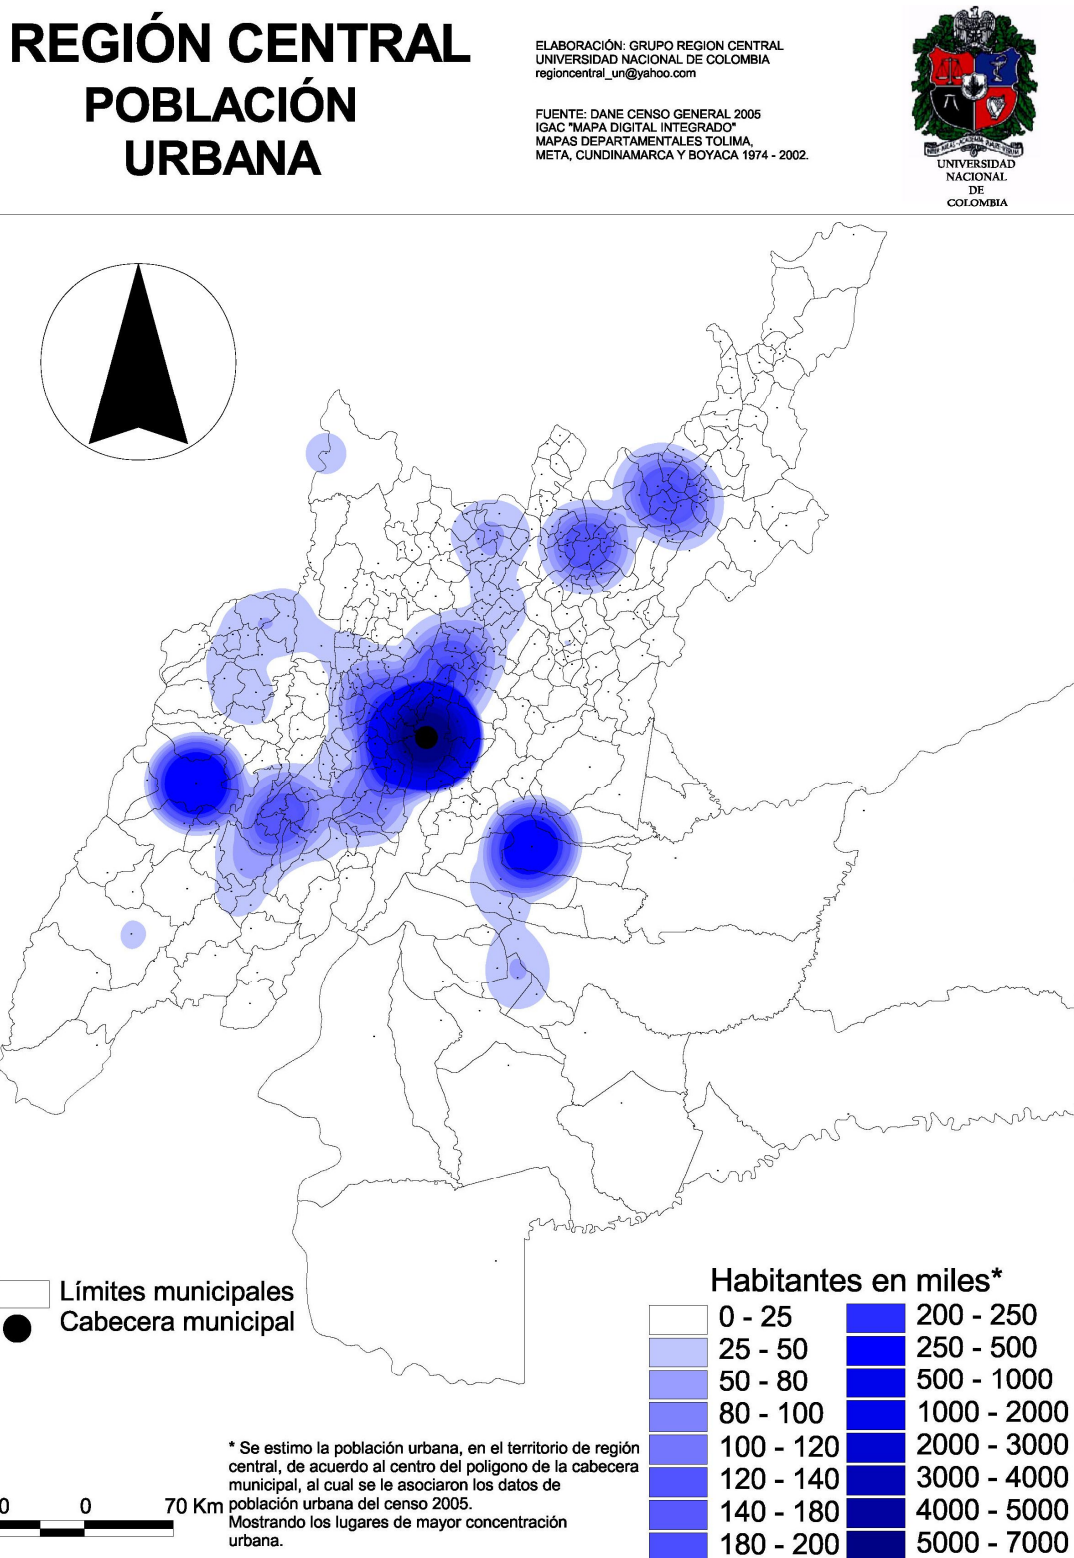 REGIÓN CENTRAL
POBLACIÓN
URBANA
ELABORACIÓN: GRUPO REGION CENTRAL
UNIVERSIDAD NACIONAL DE COLOMBIA
regioncentral_un@yahoo.com
FUENTE: DANE CENSO GENERAL 2005
IGAC "MAPA DIGITAL INTEGRADO"
MAPAS DEPARTAMENTALES TOLIMA,
META, CUNDINAMARCA Y BOYACA 1974 - 2002.
UNIVERSIDAD
NACIONAL
DE
COLOMBIA
Límites municipales
Cabecera municipal
Habitantes en miles*
0 - 25
25 - 50
50 - 80
80 - 100
100 - 120
120 - 140
140 - 180
180 - 200
200 - 250
250 - 500
500 - 1000
1000 - 2000
2000 - 3000
3000 - 4000
4000 - 5000
5000 - 7000
* Se estimo la población urbana, en el territorio de región
central, de acuerdo al centro del poligono de la cabecera
municipal, al cual se le asociaron los datos de
población urbana del censo 2005.
Mostrando los lugares de mayor concentración
urbana.
0 0 70 Km